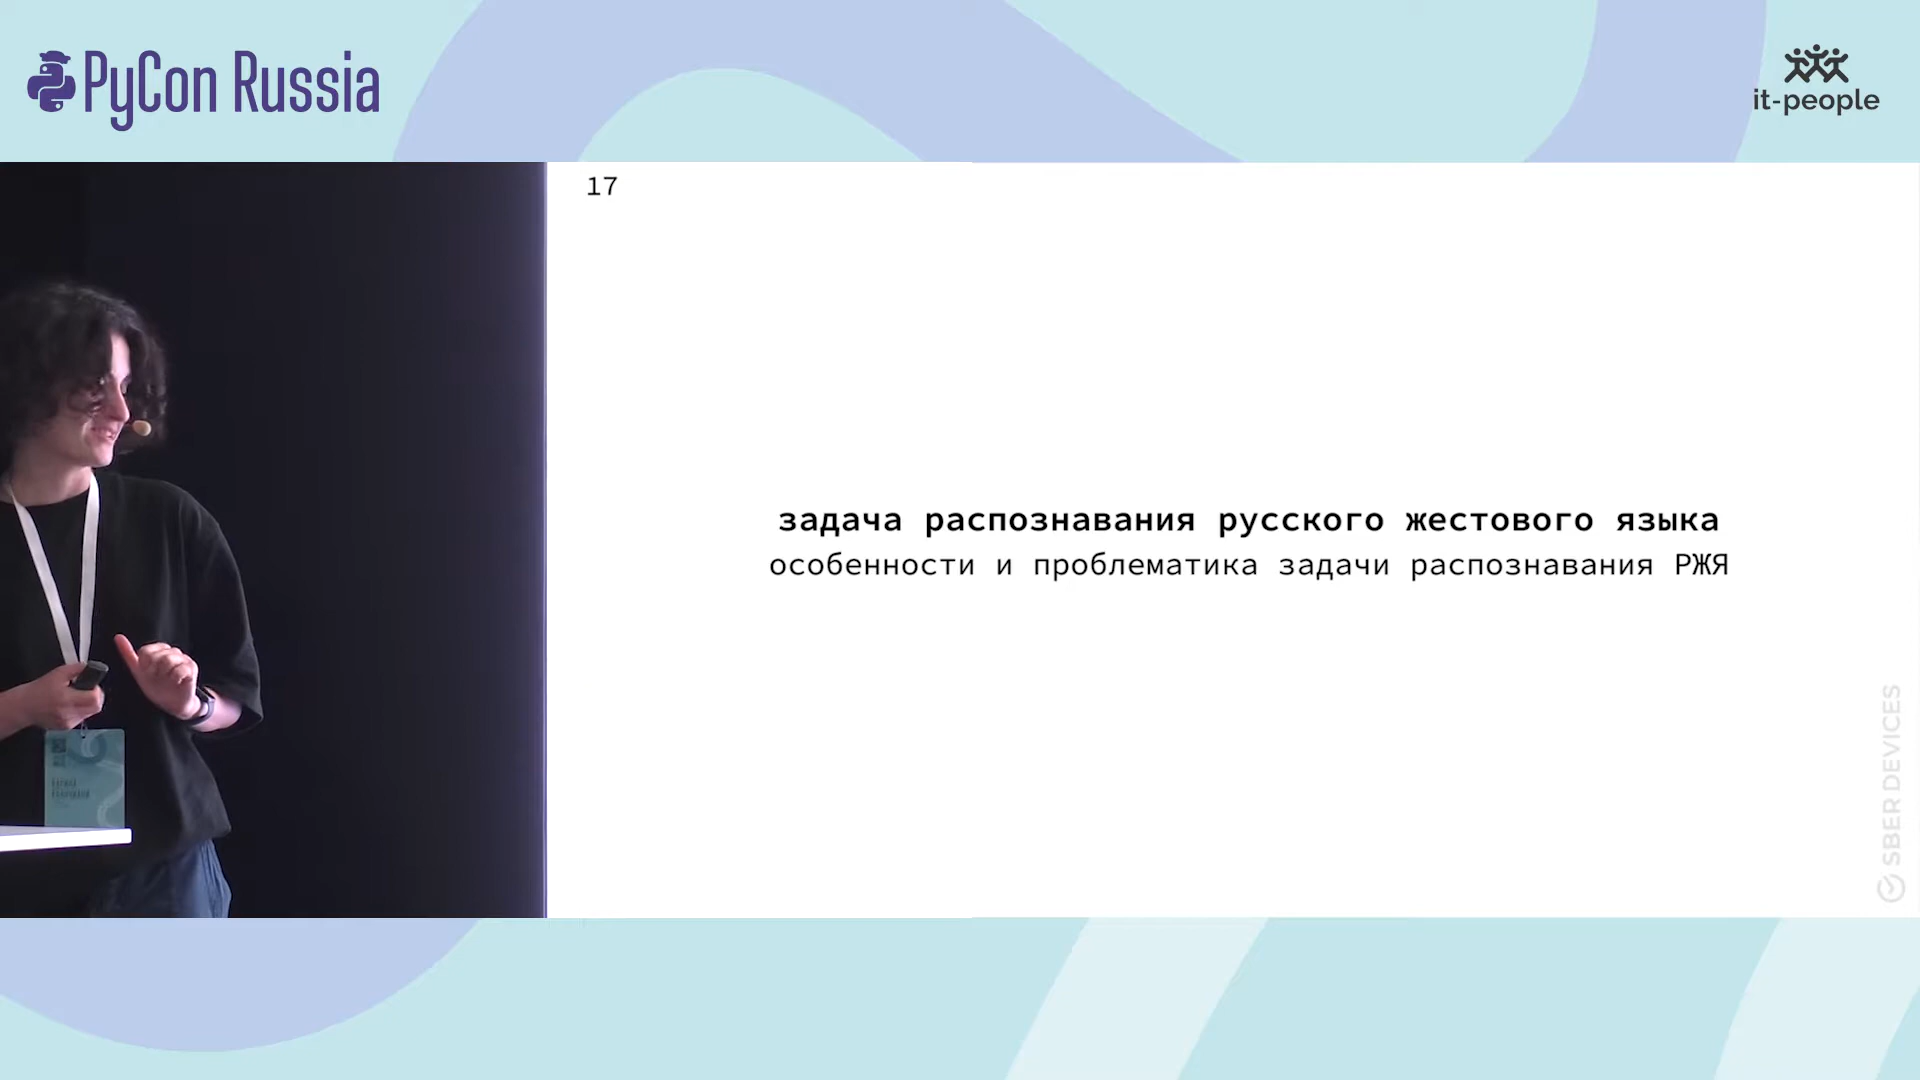 PyCon Russia
it-people
17
задача распознавания русского жестового языка
особенности и проблематика задачи распознавания РЖЯ
SBER DEVICES